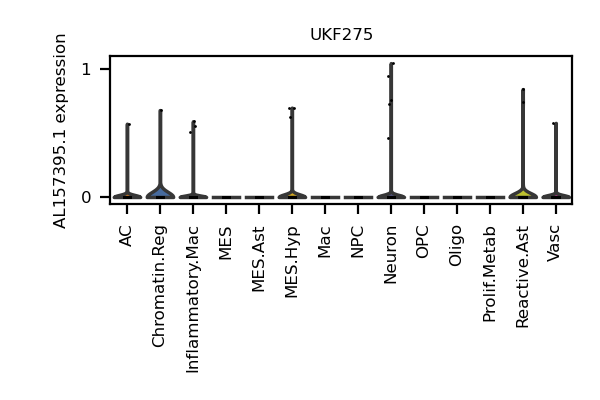 UKF275
AL157395.1 expression
1
0
AC
Chromatin.Reg
Inflammatory.Mac
MES
MES.Ast
MES.Hyp
Mac
NPC
Neuron
OPC
Oligo
Prolif.Metab
Reactive.Ast
Vasc